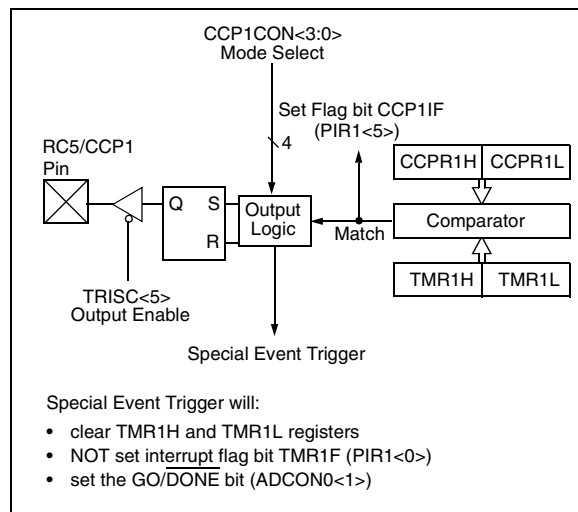 CCP1CON<3:0>
Mode Select
Set Flag bit CCP1IF
(PIR1<5>)
RC5/CCP1
Pin
4
CCPR1H CCPR1L
Q S
R
Output
Logic
Match
Comparator
TRISC<5>
Output Enable
TMR1H TMR1L
Special Event Trigger
Special Event Trigger will:
• clear TMR1H and TMR1L registers
• NOT set interrupt flag bit TMR1F (PIR1<0>)
• set the GO/D̅O̅N̅E̅ bit (ADCON0<1>)